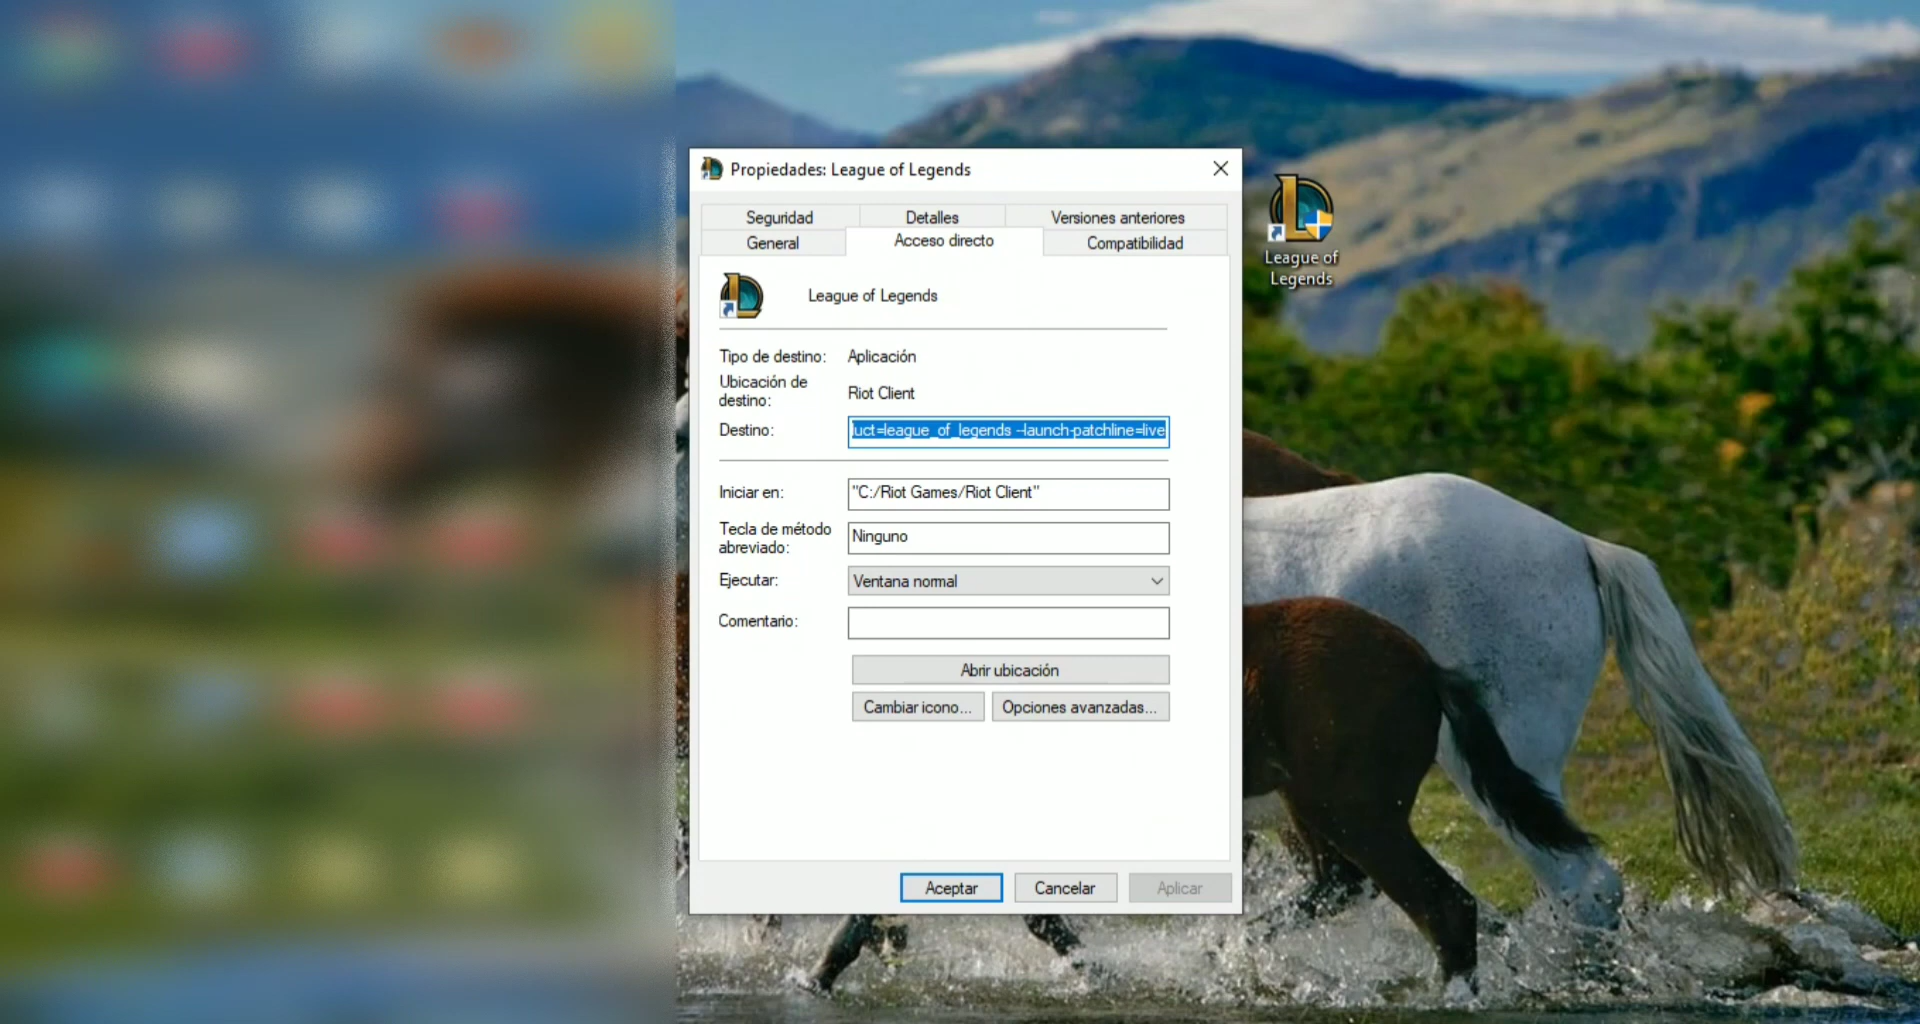 Propiedades: League of Legends
Seguridad
Detalles
Versiones anteriores
General
Acceso directo
Compatibilidad
League of Legends
Tipo de destino: Aplicación
Ubicación de
destino: Riot Client
Destino: uct=league_of_legends --launch-patchline=live
Iniciar en: "C:/Riot Games/Riot Client"
Tecla de método
abreviado: Ninguno
Ejecutar: Ventana normal
Comentario:
Abrir ubicación
Cambiar icono...
Opciones avanzadas...
Aceptar
Cancelar
Aplicar
League of
Legends